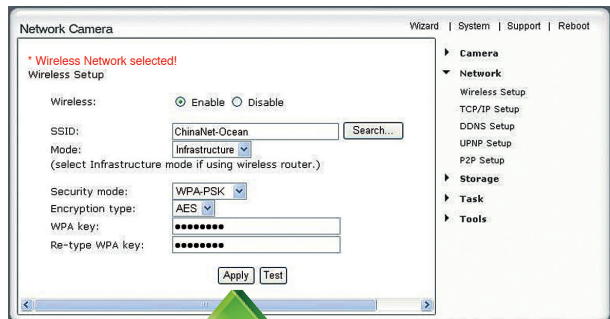 Network Camera
Wizard | System | Support | Reboot
* Wireless Network selected!
Wireless Setup
Wireless: Enable Disable
SSID: ChinaNet-Ocean Search...
Mode: Infrastructure
(select Infrastructure mode if using wireless router.)
Security mode: WPA-PSK
Encryption type: AES
WPA key: ●●●●●●●●
Re-type WPA key: ●●●●●●●●
Apply Test
Camera
Network
Wireless Setup
TCP/IP Setup
DDNS Setup
UPNP Setup
P2P Setup
Storage
Task
Tools